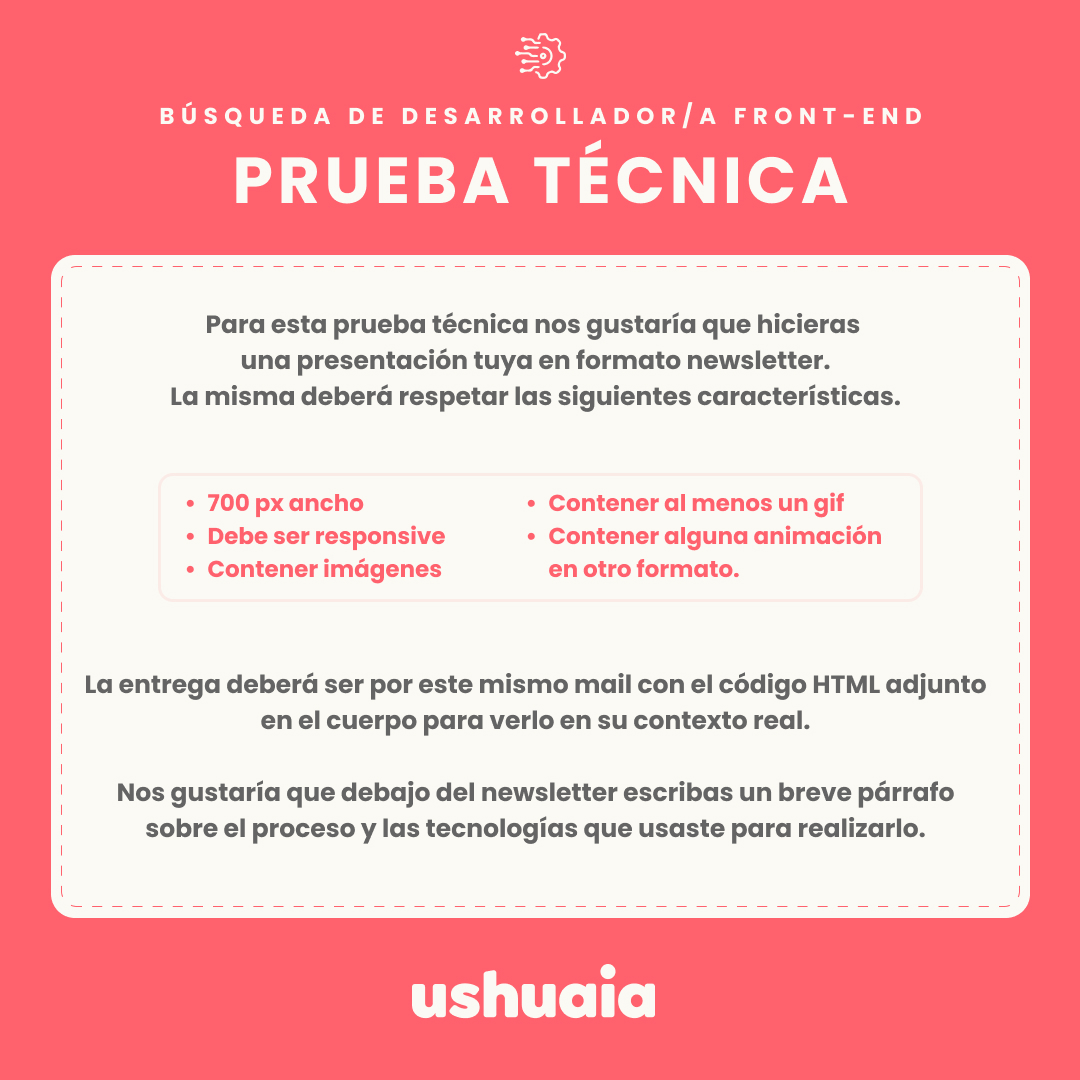 BÚSQUEDA DE DESARROLLADOR/A FRONT-END
PRUEBA TÉCNICA
Para esta prueba técnica nos gustaría que hicieras
una presentación tuya en formato newsletter.
La misma deberá respetar las siguientes características.
• 700 px ancho
• Debe ser responsive
• Contener imágenes
• Contener al menos un gif
• Contener alguna animación
en otro formato.
La entrega deberá ser por este mismo mail con el código HTML adjunto
en el cuerpo para verlo en su contexto real.
Nos gustaría que debajo del newsletter escribas un breve párrafo
sobre el proceso y las tecnologías que usaste para realizarlo.
ushuaia